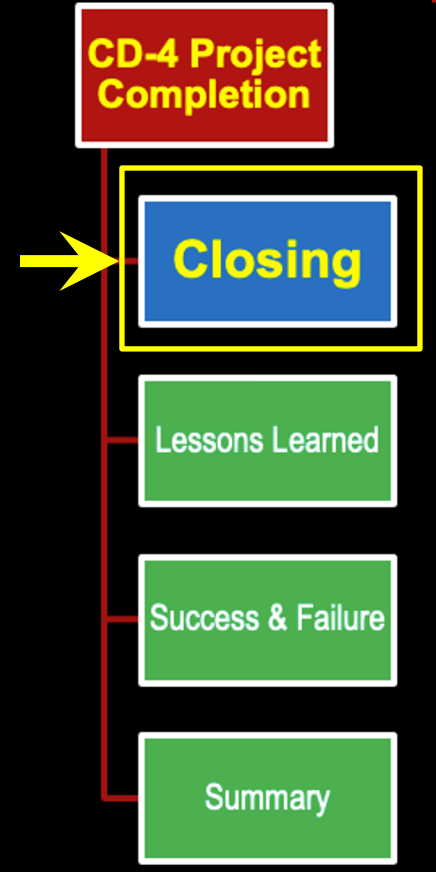 CD-4 Project
Completion
Closing
Lessons Learned
Success & Failure
Summary